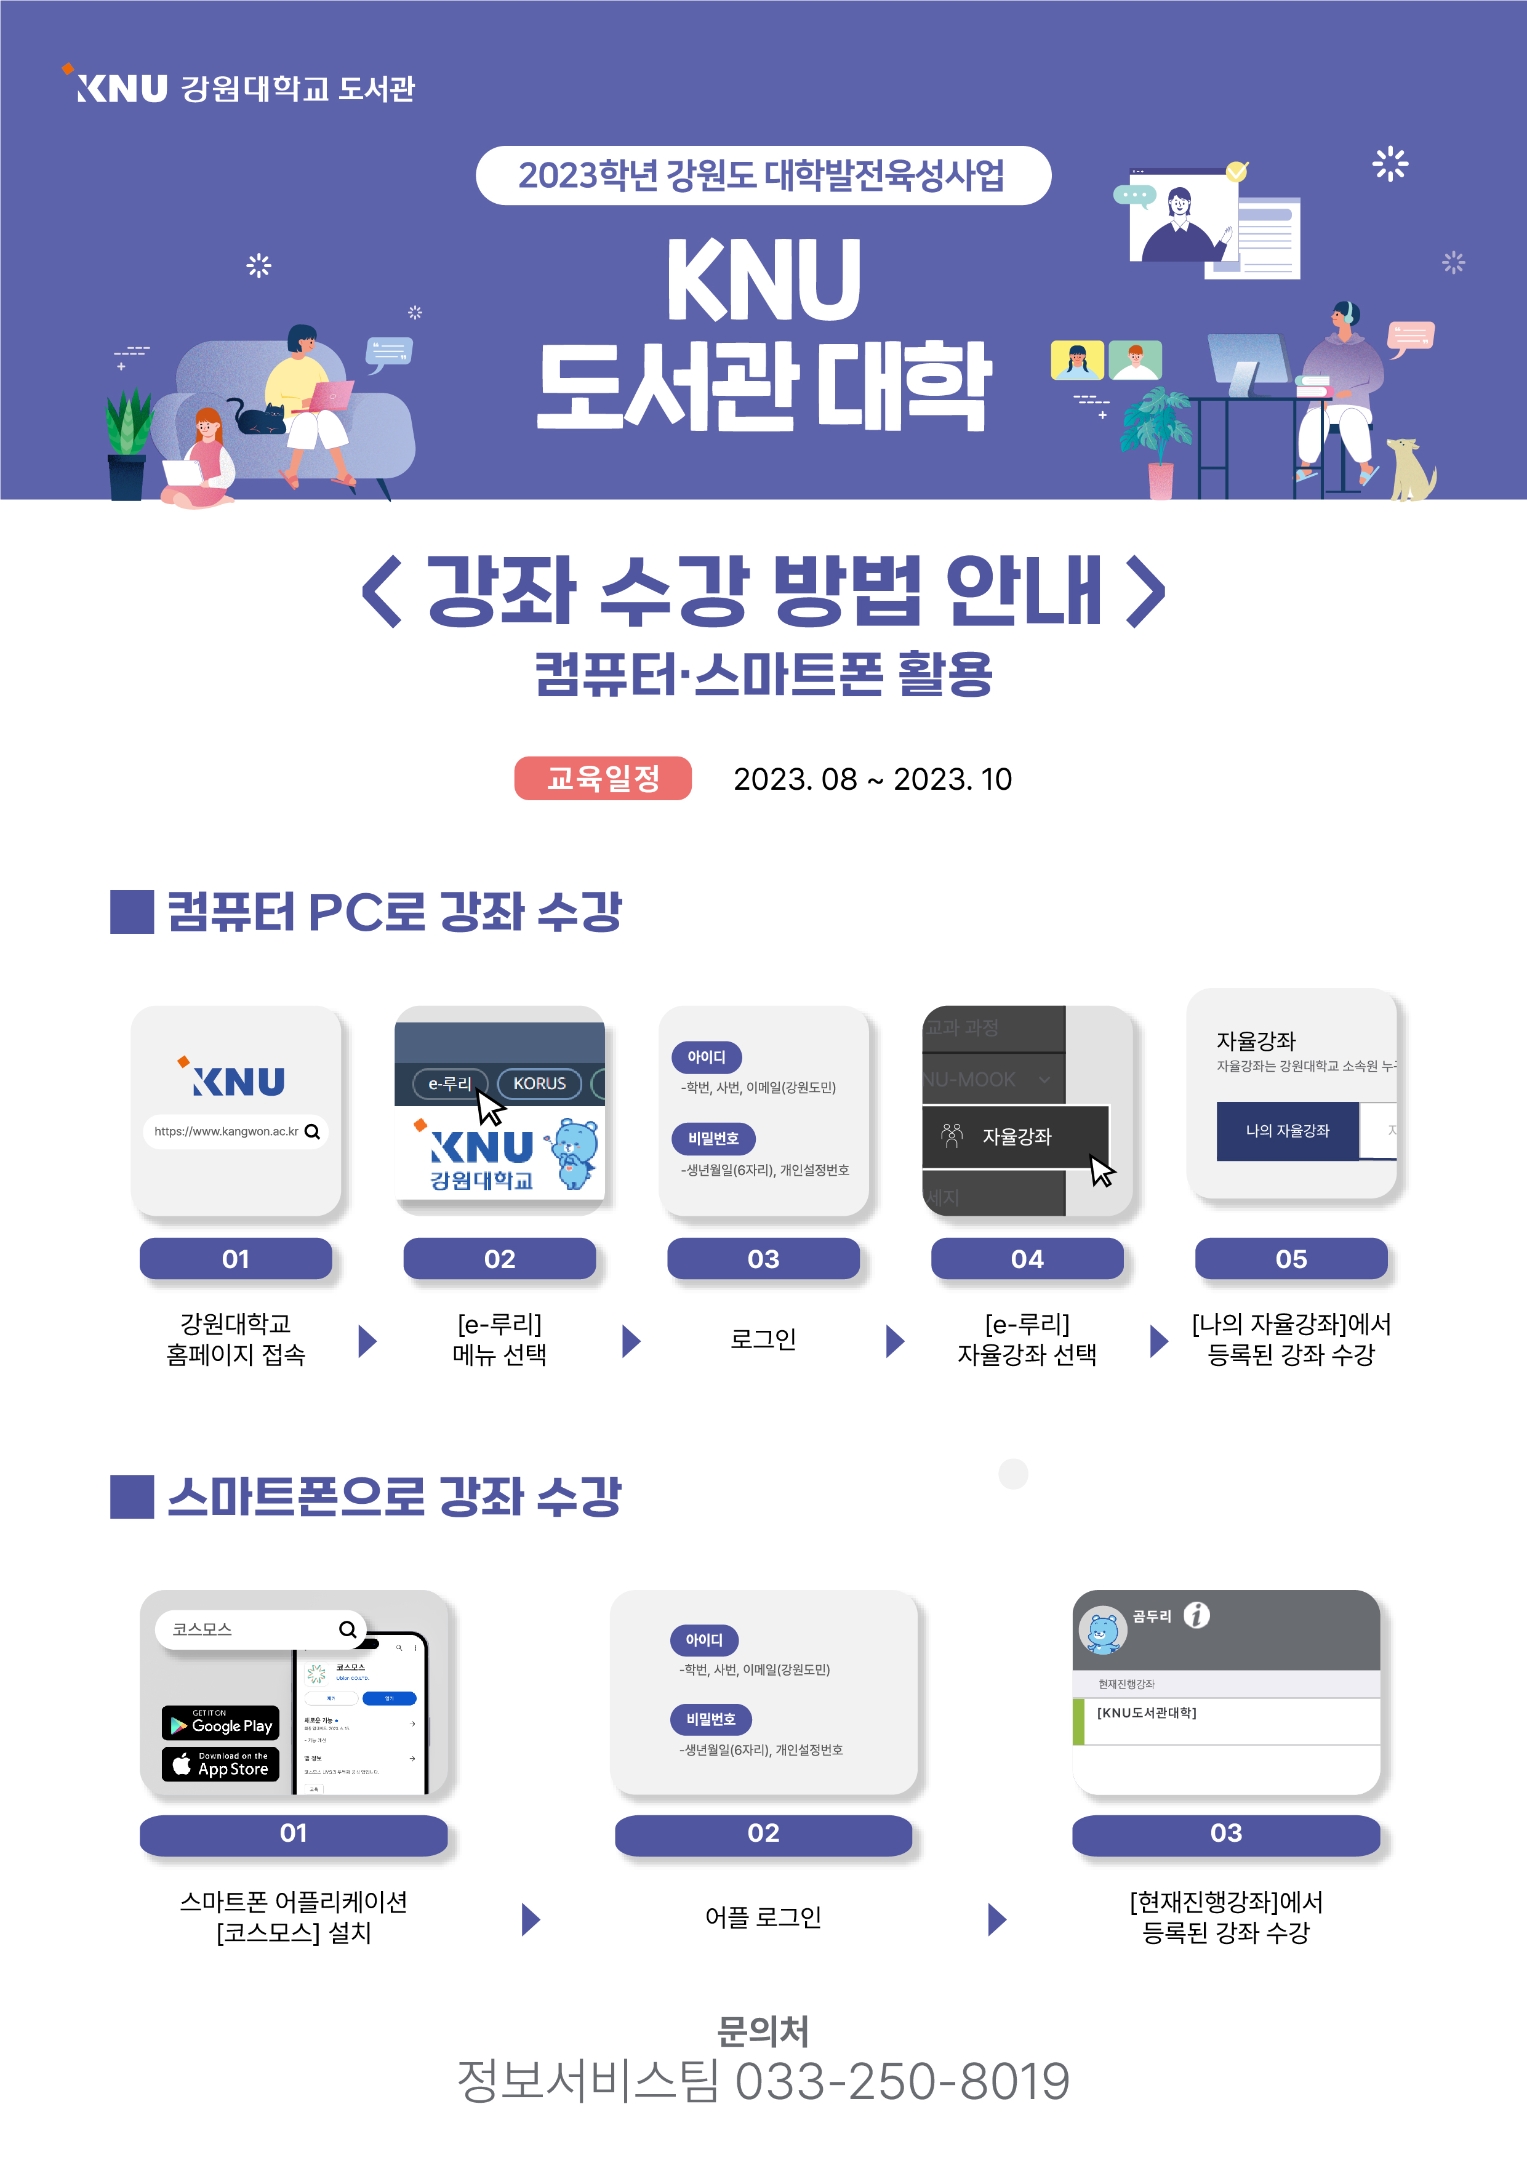 KNU 강원대학교 도서관
2023학년 강원도 대학발전육성사업
KNU
도서관 대학
< 강좌 수강 방법 안내 >
컴퓨터·스마트폰 활용
교육일정 2023. 08 ~ 2023. 10
■ 컴퓨터 PC로 강좌 수강
KNU
https://www.kangwon.ac.kr
01
강원대학교
홈페이지 접속
e-루리 KORUS
KNU
강원대학교
02
[e-루리]
메뉴 선택
아이디
-학번, 사번, 이메일(강원도민)
비밀번호
-생년월일(6자리), 개인설정번호
03
로그인
교과 과정
NU-MOOK
자율강좌
세지
04
[e-루리]
자율강좌 선택
자율강좌
자율강좌는 강원대학교 소속원 누
나의 자율강좌
05
[나의 자율강좌]에서
등록된 강좌 수강
■ 스마트폰으로 강좌 수강
코스모스
코스모스
GET IT ON
Google Play
Download on the
App Store
01
스마트폰 어플리케이션
[코스모스] 설치
아이디
-학번, 사번, 이메일(강원도민)
비밀번호
-생년월일(6자리), 개인설정번호
02
어플 로그인
곰두리 i
현재진행강좌
[KNU도서관대학]
03
[현재진행강좌]에서
등록된 강좌 수강
문의처
정보서비스팀 033-250-8019